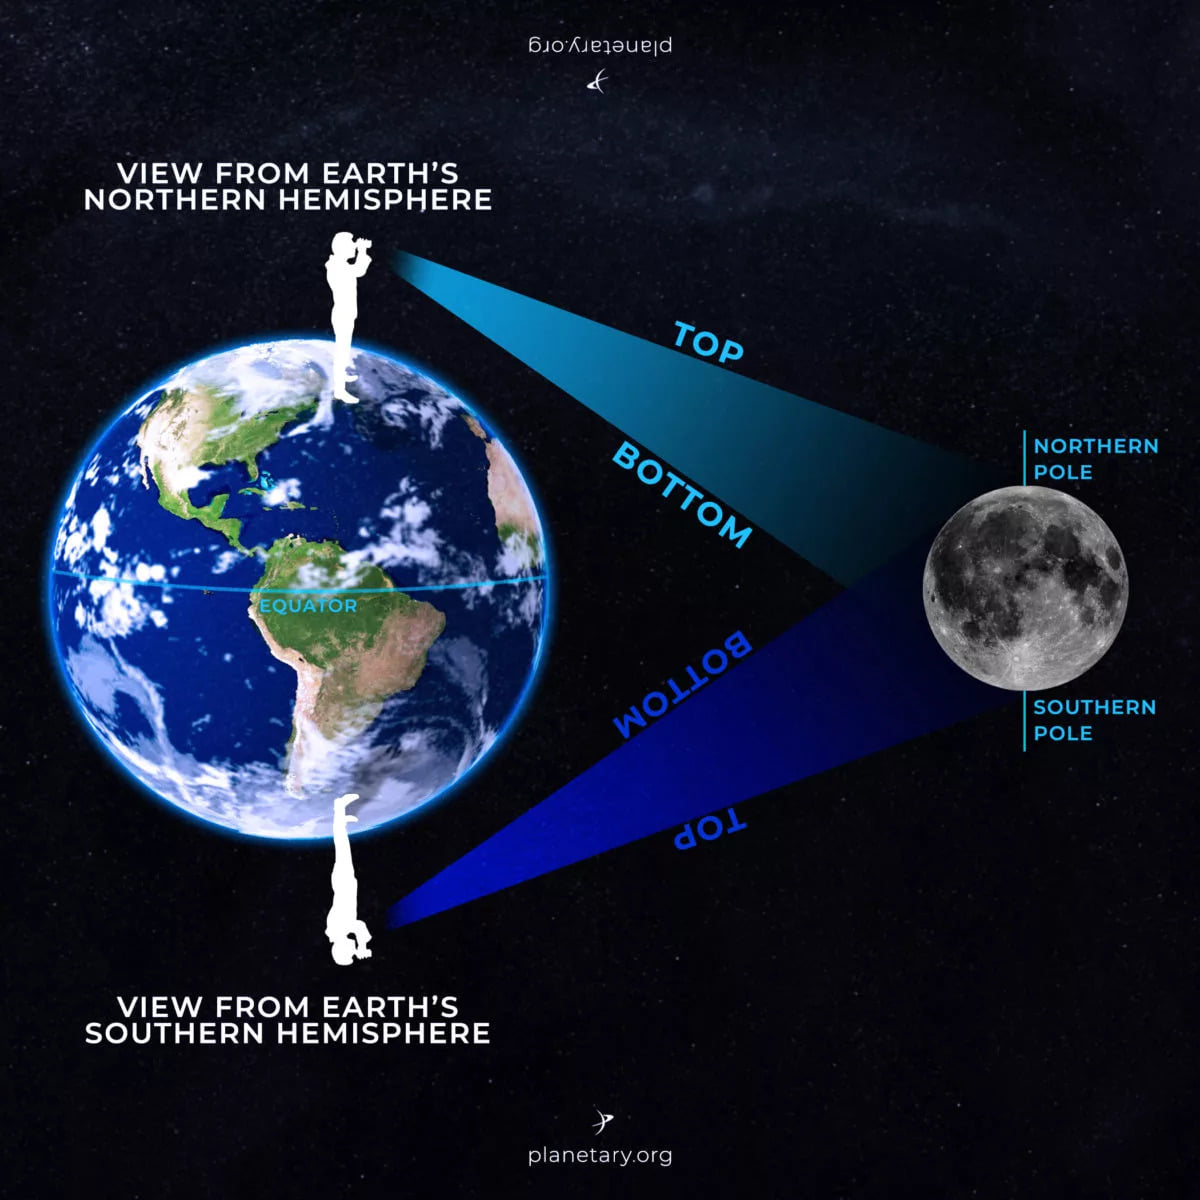 planetary.org
VIEW FROM EARTH’S
NORTHERN HEMISPHERE
TOP
BOTTOM
NORTHERN
POLE
EQUATOR
BOTTOM
SOUTHERN
POLE
TOP
VIEW FROM EARTH’S
SOUTHERN HEMISPHERE
planetary.org